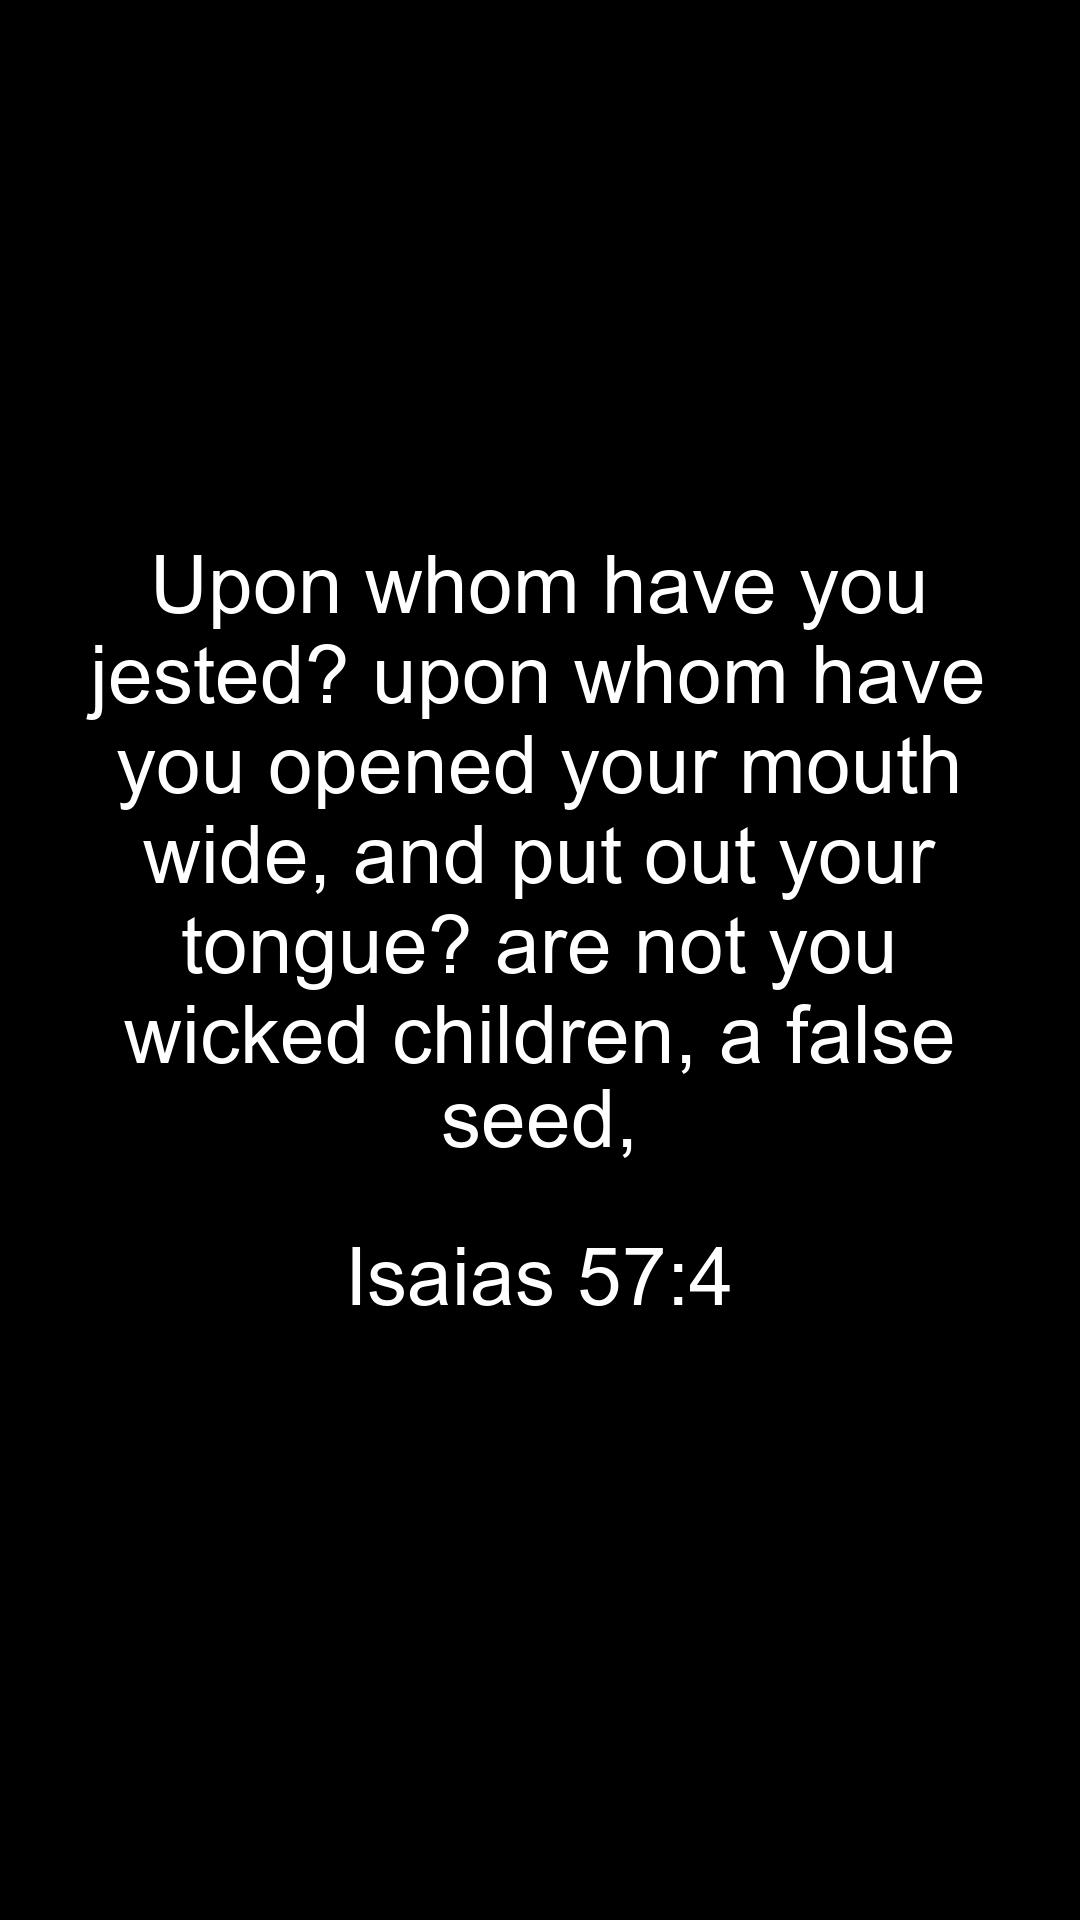 Upon whom have you
jested? upon whom have
you opened your mouth
wide, and put out your
tongue? are not you
wicked children, a false
seed,
Isaias 57:4